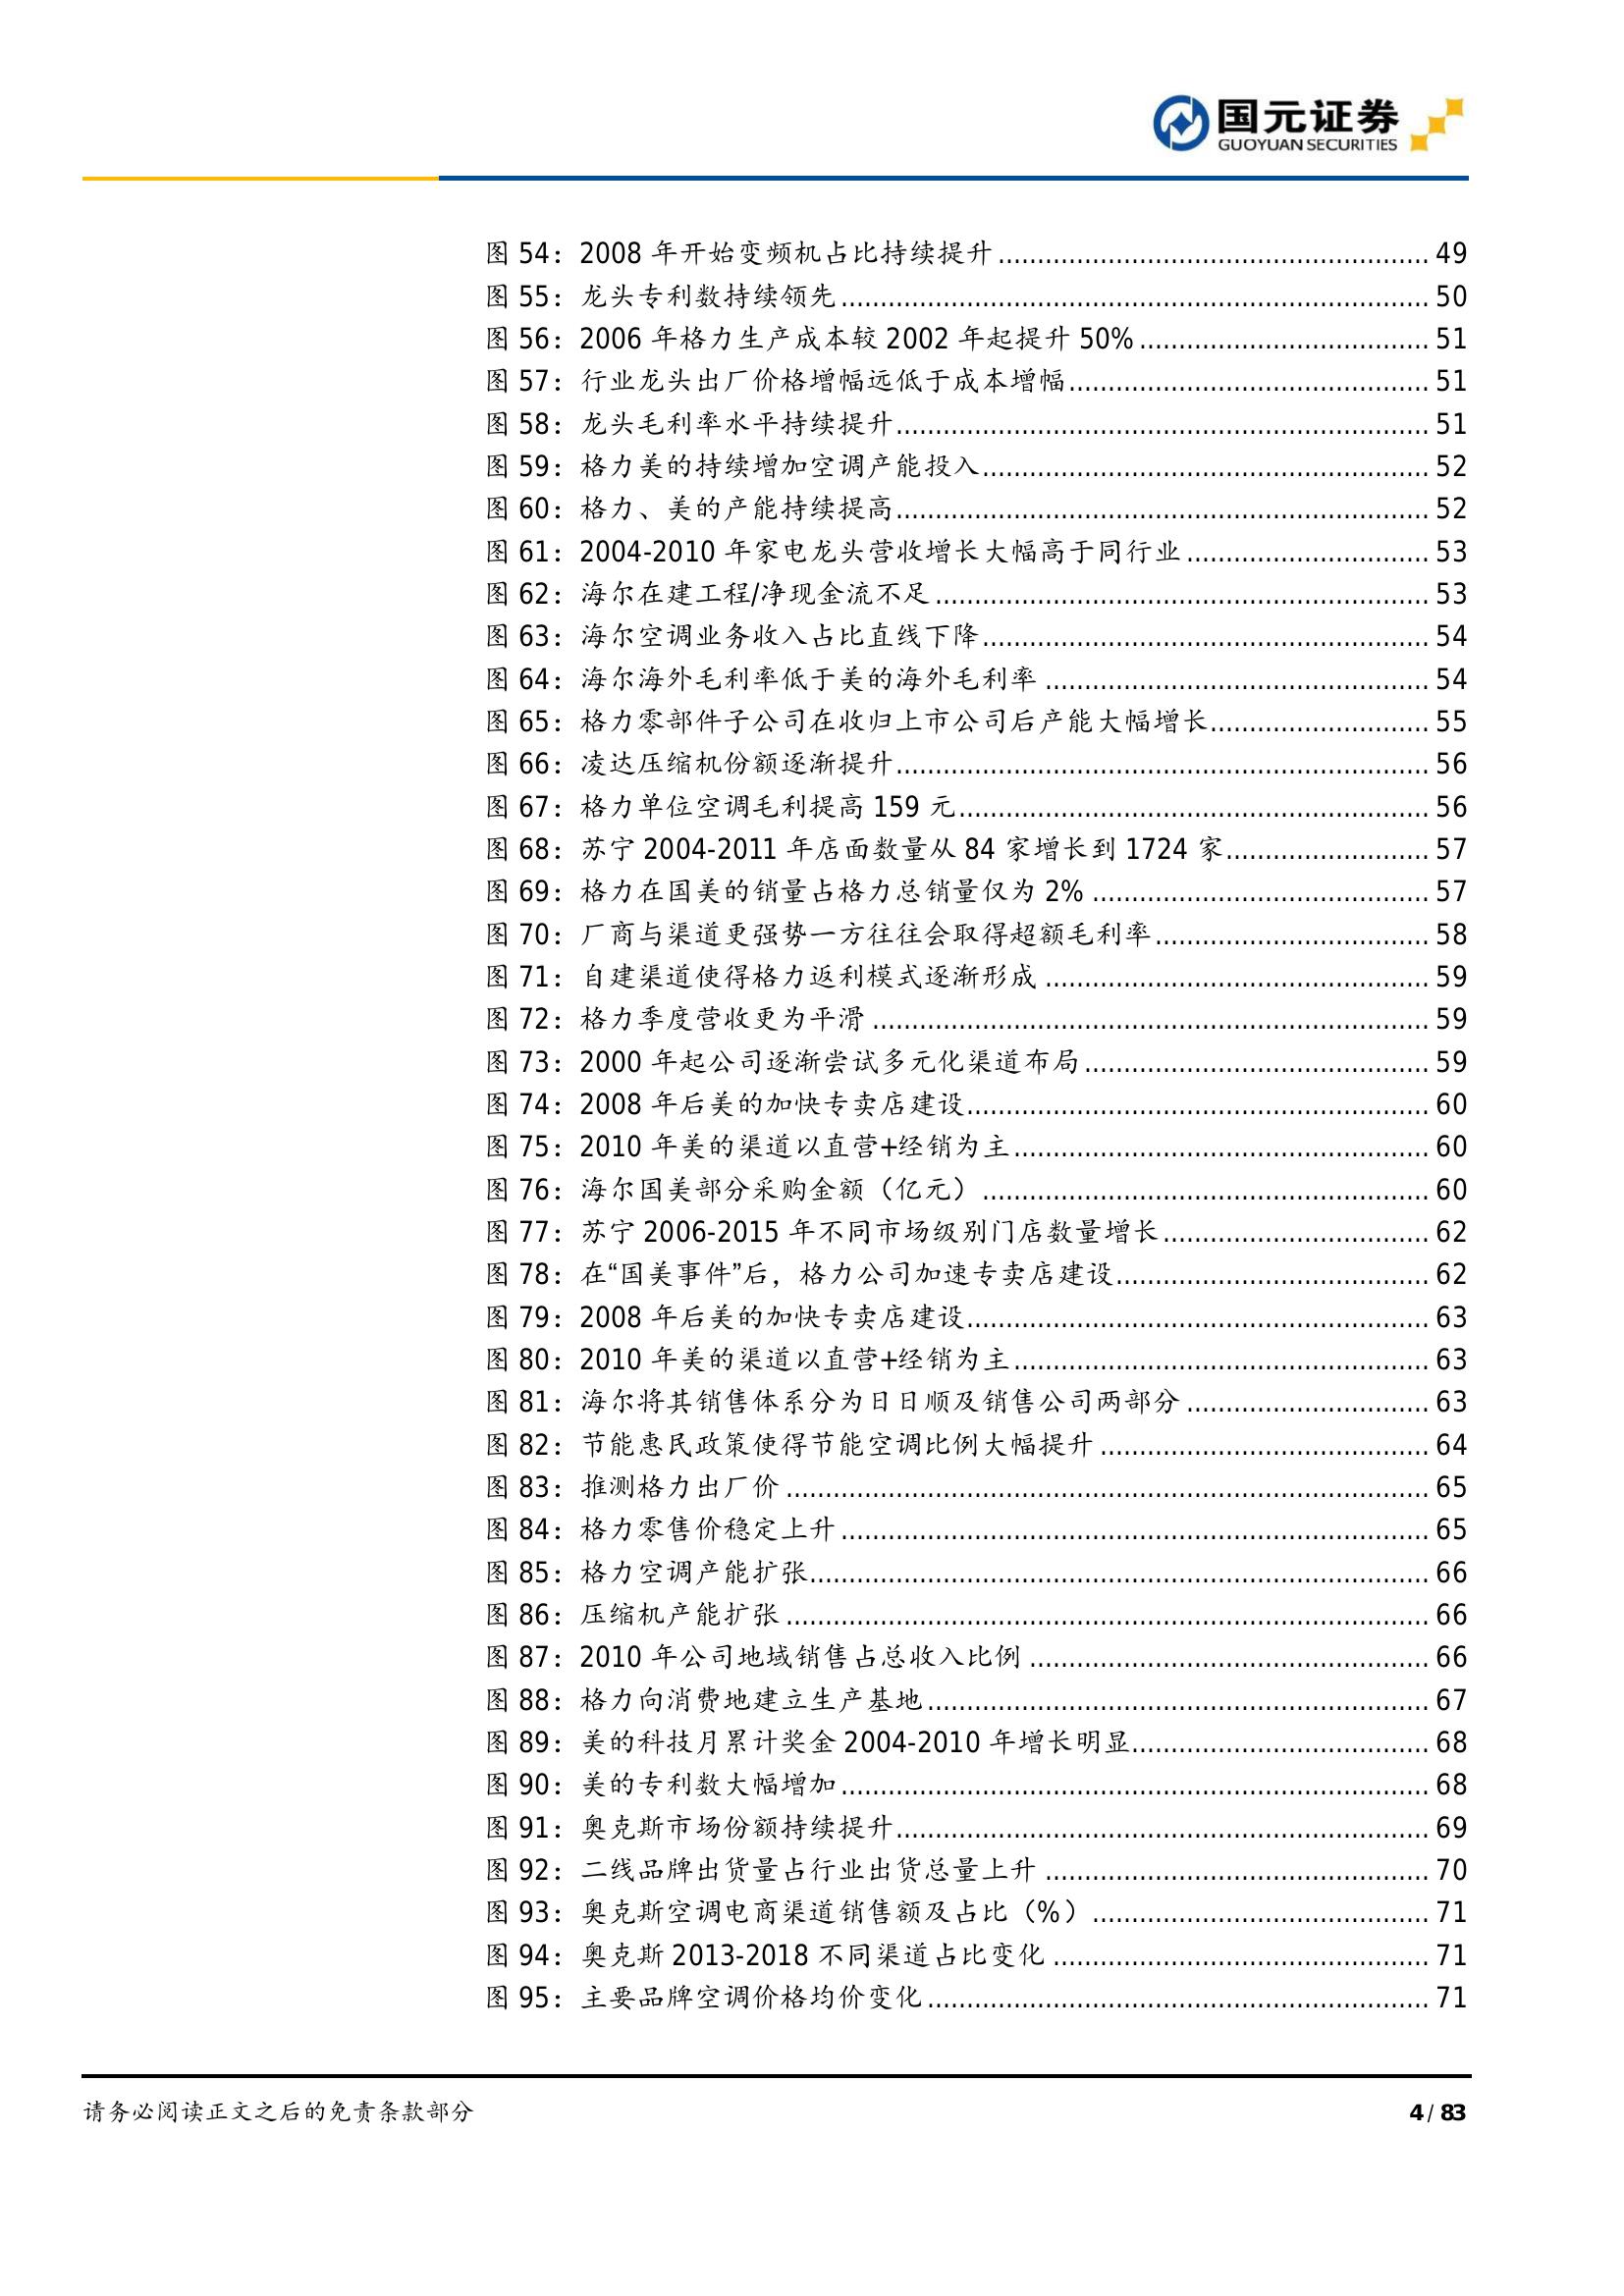 国元证券
GUOYUAN SECURITIES
图 54：2008 年开始变频机占比持续提升 49
图 55：龙头专利数持续领先 50
图 56：2006 年格力生产成本较 2002 年起提升 50% 51
图 57：行业龙头出厂价格增幅远低于成本增幅 51
图 58：龙头毛利率水平持续提升 51
图 59：格力美的持续增加空调产能投入 52
图 60：格力、美的产能持续提高 52
图 61：2004-2010 年家电龙头营收增长大幅高于同行业 53
图 62：海尔在建工程/净现金流不足 53
图 63：海尔空调业务收入占比直线下降 54
图 64：海尔海外毛利率低于美的海外毛利率 54
图 65：格力零部件子公司在收归上市公司后产能大幅增长 55
图 66：凌达压缩机份额逐渐提升 56
图 67：格力单位空调毛利提高 159 元 56
图 68：苏宁 2004-2011 年店面数量从 84 家增长到 1724 家 57
图 69：格力在国美的销量占格力总销量仅为 2% 57
图 70：厂商与渠道更强势一方往往会取得超额毛利率 58
图 71：自建渠道使得格力返利模式逐渐形成 59
图 72：格力季度营收更为平滑 59
图 73：2000 年起公司逐渐尝试多元化渠道布局 59
图 74：2008 年后美的加快专卖店建设 60
图 75：2010 年美的渠道以直营+经销为主 60
图 76：海尔国美部分采购金额（亿元） 60
图 77：苏宁 2006-2015 年不同市场级别门店数量增长 62
图 78：在“国美事件”后，格力公司加速专卖店建设 62
图 79：2008 年后美的加快专卖店建设 63
图 80：2010 年美的渠道以直营+经销为主 63
图 81：海尔将其销售体系分为日日顺及销售公司两部分 63
图 82：节能惠民政策使得节能空调比例大幅提升 64
图 83：推测格力出厂价 65
图 84：格力零售价稳定上升 65
图 85：格力空调产能扩张 66
图 86：压缩机产能扩张 66
图 87：2010 年公司地域销售占总收入比例 66
图 88：格力向消费地建立生产基地 67
图 89：美的科技月累计奖金 2004-2010 年增长明显 68
图 90：美的专利数大幅增加 68
图 91：奥克斯市场份额持续提升 69
图 92：二线品牌出货量占行业出货总量上升 70
图 93：奥克斯空调电商渠道销售额及占比（%） 71
图 94：奥克斯 2013-2018 不同渠道占比变化 71
图 95：主要品牌空调价格均价变化 71
请务必阅读正文之后的免责条款部分 4 / 83